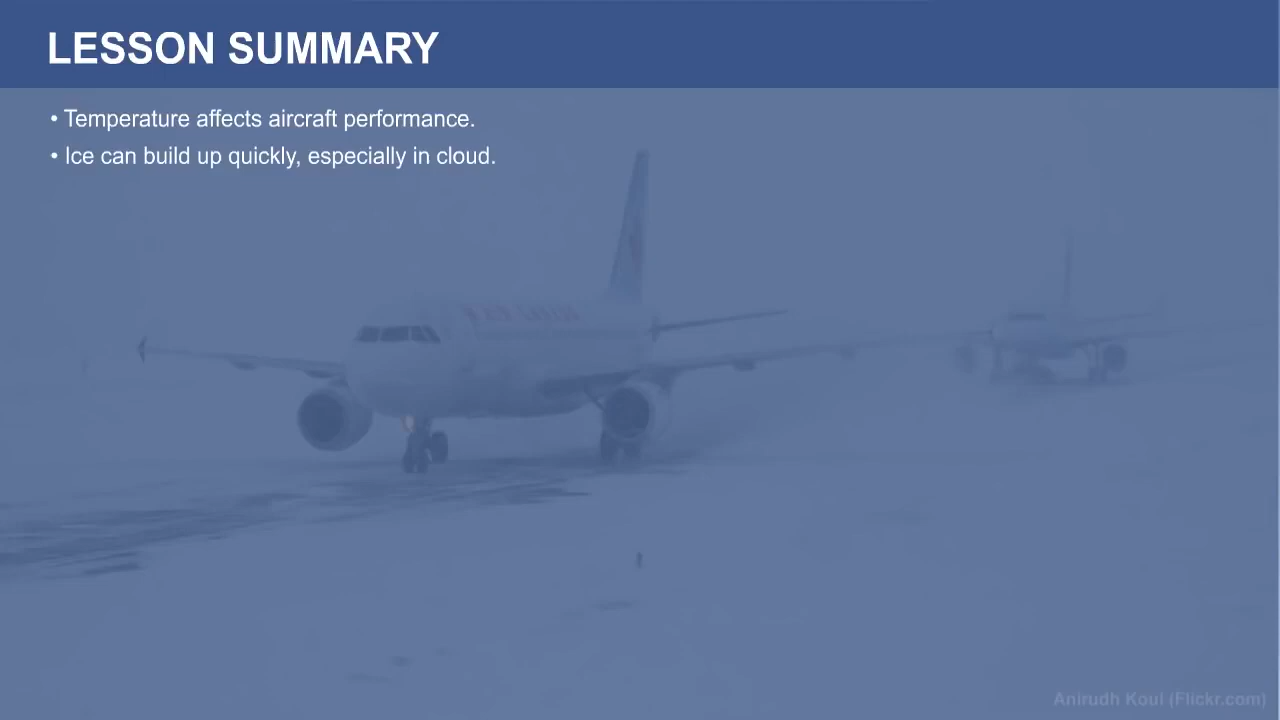 LESSON SUMMARY
• Temperature affects aircraft performance.
• Ice can build up quickly, especially in cloud.
Anirudh Koul (Flickr.com)